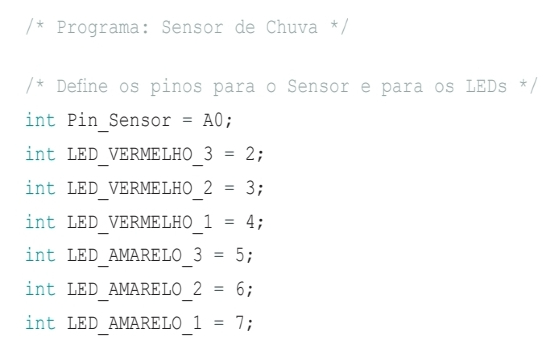 /* Programa: Sensor de Chuva */
/* Define os pinos para o Sensor e para os LEDs */
int Pin_Sensor = A0;
int LED_VERMELHO_3 = 2;
int LED_VERMELHO_2 = 3;
int LED_VERMELHO_1 = 4;
int LED_AMARELO_3 = 5;
int LED_AMARELO_2 = 6;
int LED_AMARELO_1 = 7;